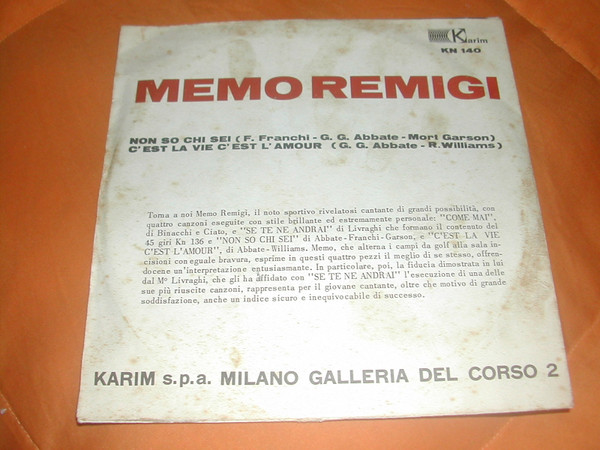 Karim
KN 140
MEMO REMIGI
NON SO CHI SEI ( F. Franchi - G. G. Abbate - Mort Garson)
C'EST LA VIE C'EST L'AMOUR ( G. G. Abbate - R. Williams )
Torna a noi Memo Remigi, il noto sportivo rivelatosi cantante di grandi possibilità, con
quattro canzoni eseguite con stile brillante ed estremamente personale: "COME MAI",
di Binacchi e Ciato, e "SE TE NE ANDRAI" di Livraghi che formano il contenuto del
45 giri Kn 136 e "NON SO CHI SEI" di Abbate-Franchi-Garson, e "C'EST LA VIE
C'EST L'AMOUR", di Abbate-Williams. Memo, che alterna i campi da golf alla sala in-
cisioni con eguale bravura, esprime in questi quattro pezzi il meglio di se stesso, offren-
docene un'interpretazione entusiasmante. In particolare, poi, la fiducia dimostrata in lui
dal Mº Livraghi, che gli ha affidato con "SE TE NE ANDRAI" l'esecuzione di una delle
sue più riuscite canzoni, rappresenta per il giovane cantante, oltre che motivo di grande
soddisfazione, anche un indice sicuro e inequivocabile di successo.
KARIM s.p.a. MILANO GALLERIA DEL CORSO 2